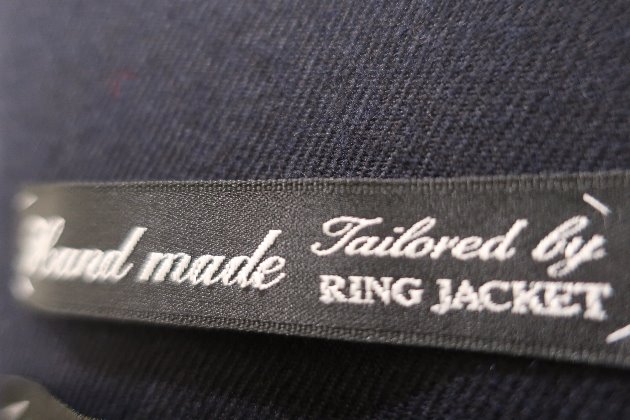 Hand made
Tailored by
RING JACKET